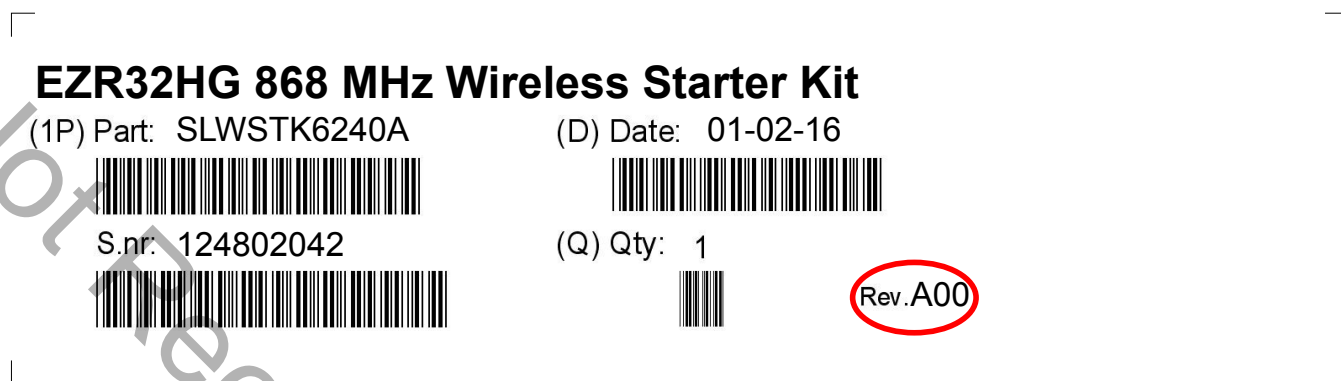 EZR32HG 868 MHz Wireless Starter Kit
(1P) Part: SLWSTK6240A (D) Date: 01-02-16
S.nr: 124802042 (Q) Qty: 1
Rev.A00